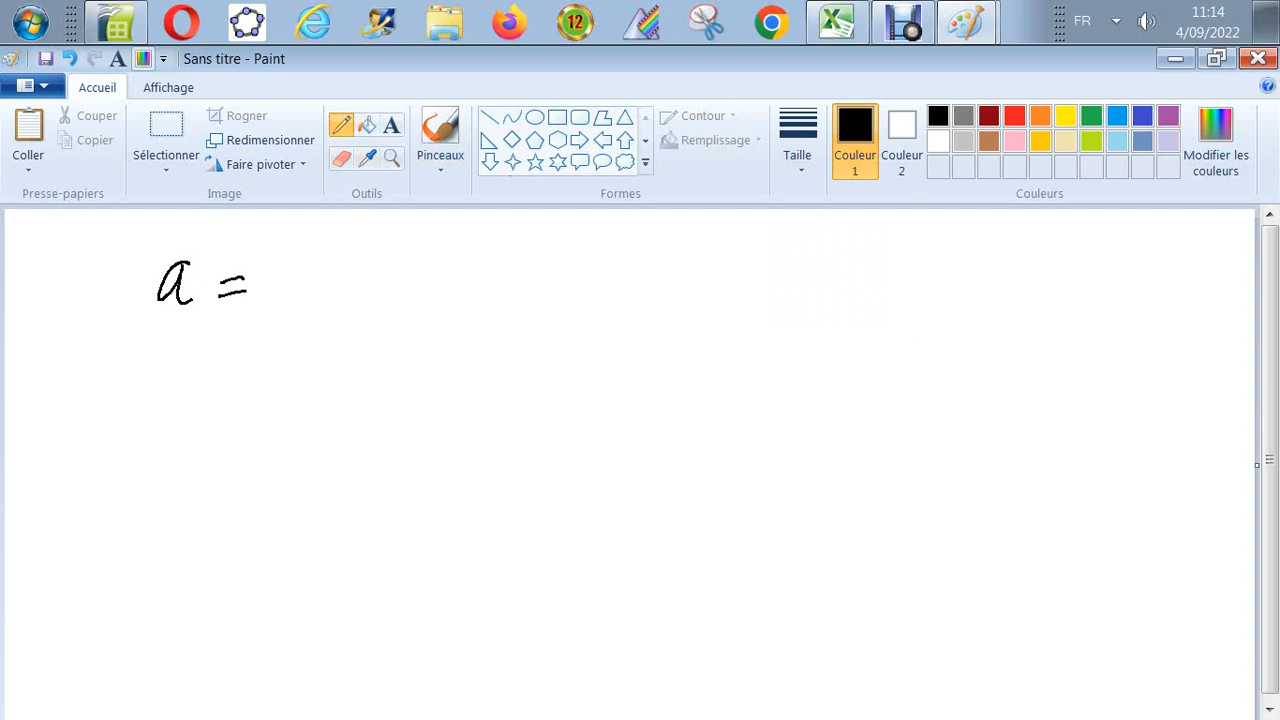 12
FR
11:14
4/09/2022
Sans titre - Paint
Accueil
Affichage
Coller
Couper
Copier
Presse-papiers
Sélectionner
Rogner
Redimensionner
Faire pivoter
Image
A
Outils
Pinceaux
Contour
Remplissage
Formes
Taille
Couleur 1
Couleur 2
Modifier les couleurs
Couleurs
a =